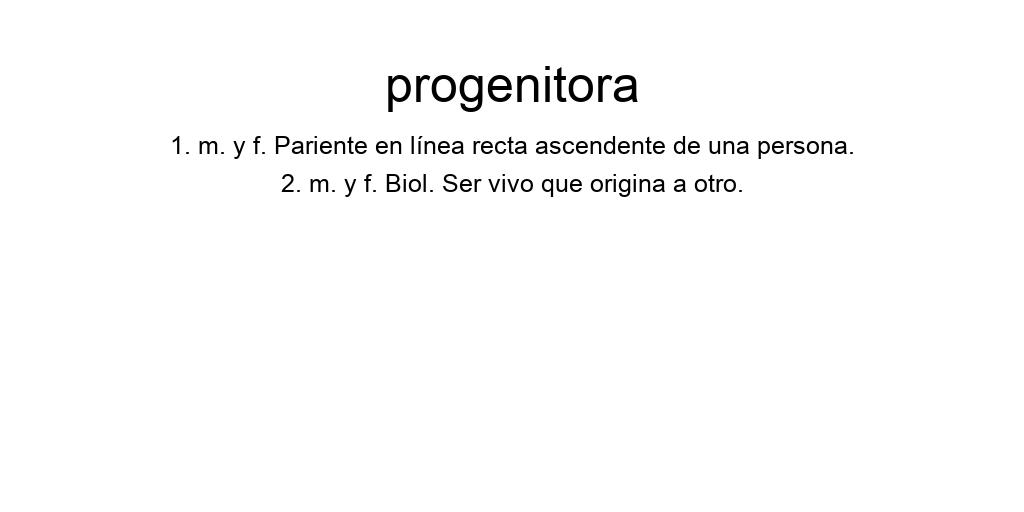 progenitora
1. m. y f. Pariente en línea recta ascendente de una persona.
2. m. y f. Biol. Ser vivo que origina a otro.